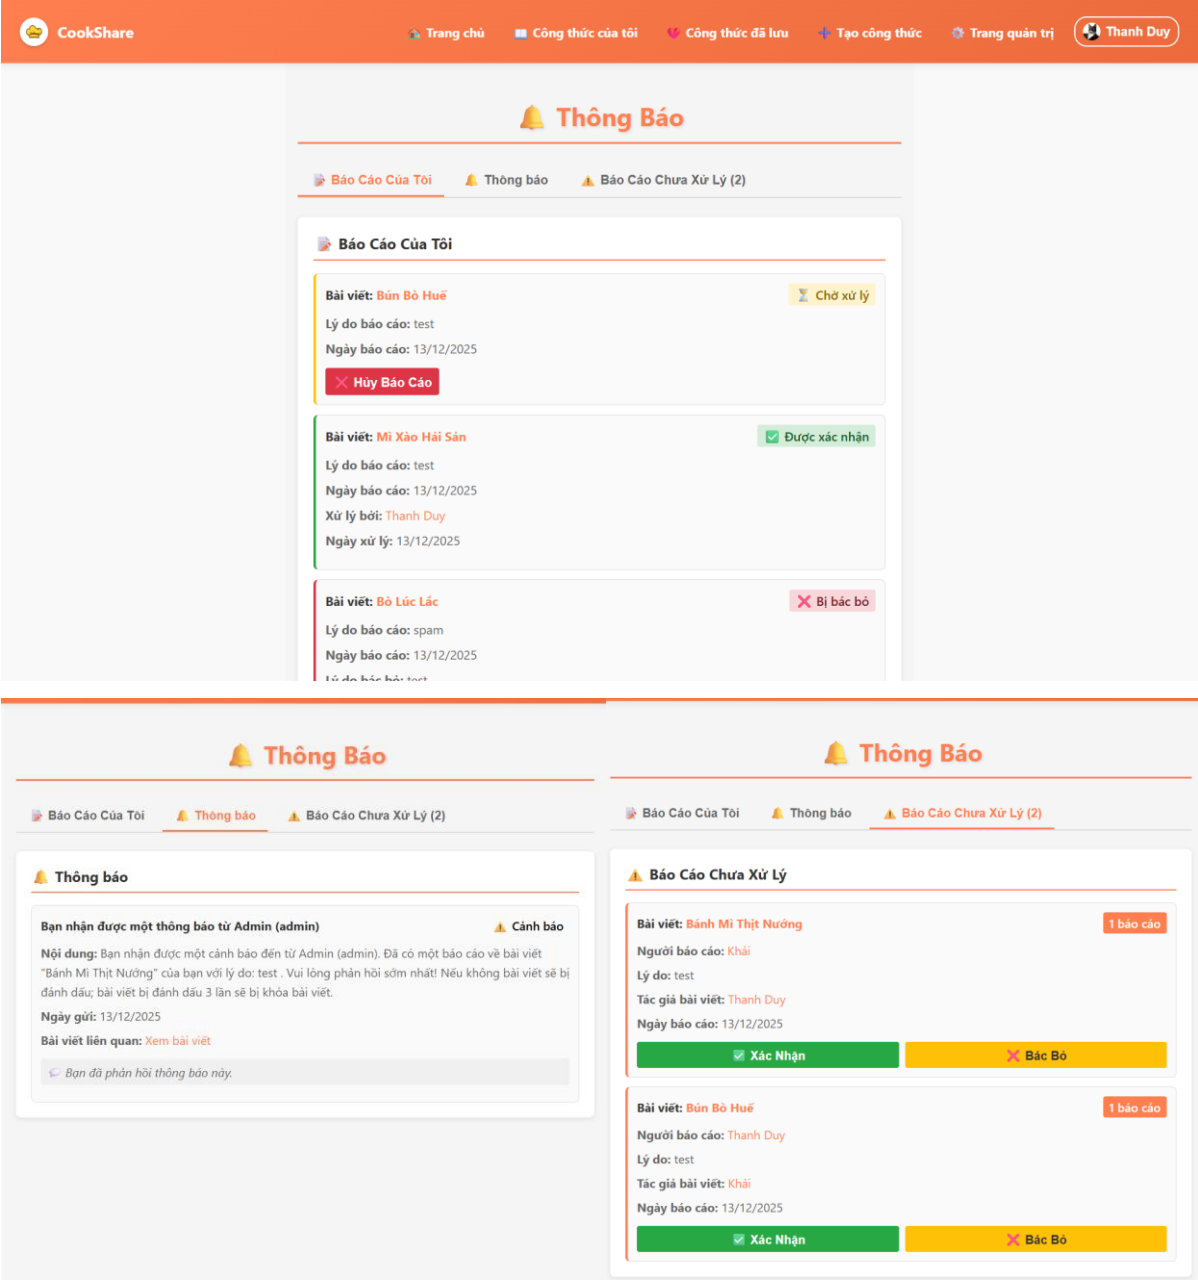 CookShare
Trang chủ
Công thức của tôi
Công thức đã lưu
Tạo công thức
Trang quản trị
Thanh Duy
Thông Báo
Báo Cáo Của Tôi
Thông báo
Báo Cáo Chưa Xử Lý (2)
Báo Cáo Của Tôi
Bài viết: Bún Bò Huế
Chờ xử lý
Lý do báo cáo: test
Ngày báo cáo: 13/12/2025
Hủy Báo Cáo
Bài viết: Mì Xào Hải Sản
Được xác nhận
Lý do báo cáo: test
Ngày báo cáo: 13/12/2025
Xử lý bởi: Thanh Duy
Ngày xử lý: 13/12/2025
Bài viết: Bò Lúc Lắc
Bị bác bỏ
Lý do báo cáo: spam
Ngày báo cáo: 13/12/2025
Lý do bác bỏ: test
Thông Báo
Báo Cáo Của Tôi
Thông báo
Báo Cáo Chưa Xử Lý (2)
Thông báo
Bạn nhận được một thông báo từ Admin (admin)
Cảnh báo
Nội dung: Bạn nhận được một cảnh báo đến từ Admin (admin). Đã có một báo cáo về bài viết
"Bánh Mì Thịt Nướng" của bạn với lý do: test . Vui lòng phản hồi sớm nhất! Nếu không bài viết sẽ bị
đánh dấu; bài viết bị đánh dấu 3 lần sẽ bị khóa bài viết.
Ngày gửi: 13/12/2025
Bài viết liên quan: Xem bài viết
Bạn đã phản hồi thông báo này.
Thông Báo
Báo Cáo Của Tôi
Thông báo
Báo Cáo Chưa Xử Lý (2)
Báo Cáo Chưa Xử Lý
Bài viết: Bánh Mì Thịt Nướng
1 báo cáo
Người báo cáo: Khải
Lý do: test
Tác giả bài viết: Thanh Duy
Ngày báo cáo: 13/12/2025
Xác Nhận
Bác Bỏ
Bài viết: Bún Bò Huế
1 báo cáo
Người báo cáo: Thanh Duy
Lý do: test
Tác giả bài viết: Khải
Ngày báo cáo: 13/12/2025
Xác Nhận
Bác Bỏ